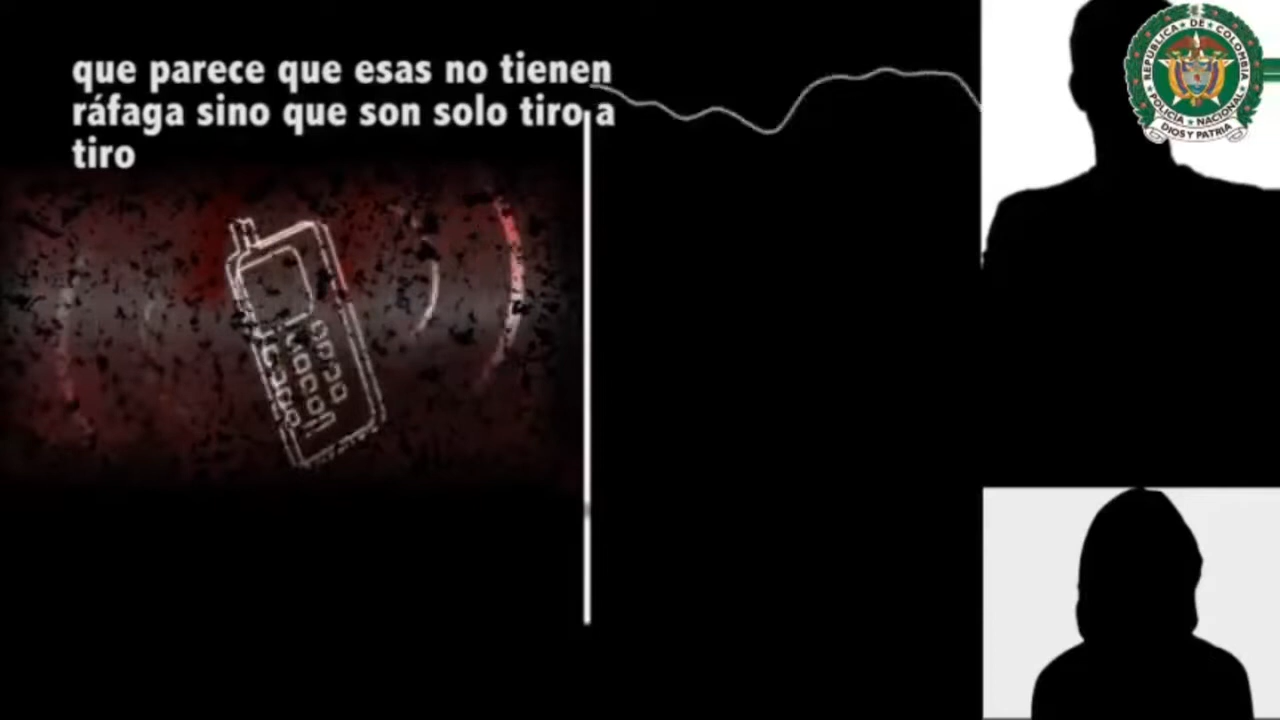 que parece que esas no tienen
ráfaga sino que son solo tiro a
tiro
REPÚBLICA DE COLOMBIA
POLICÍA NACIONAL
DIOS Y PATRIA